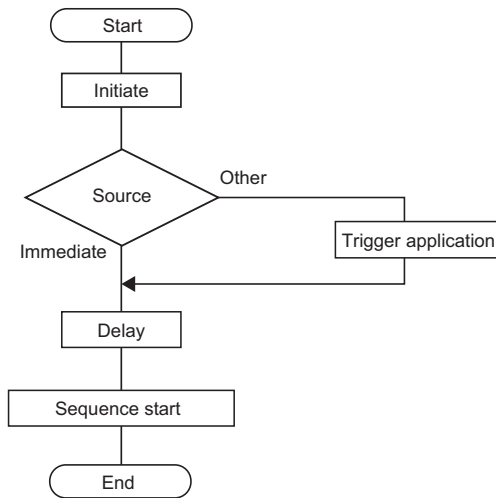 Start
Initiate
Source
Other
Immediate
Trigger application
Delay
Sequence start
End